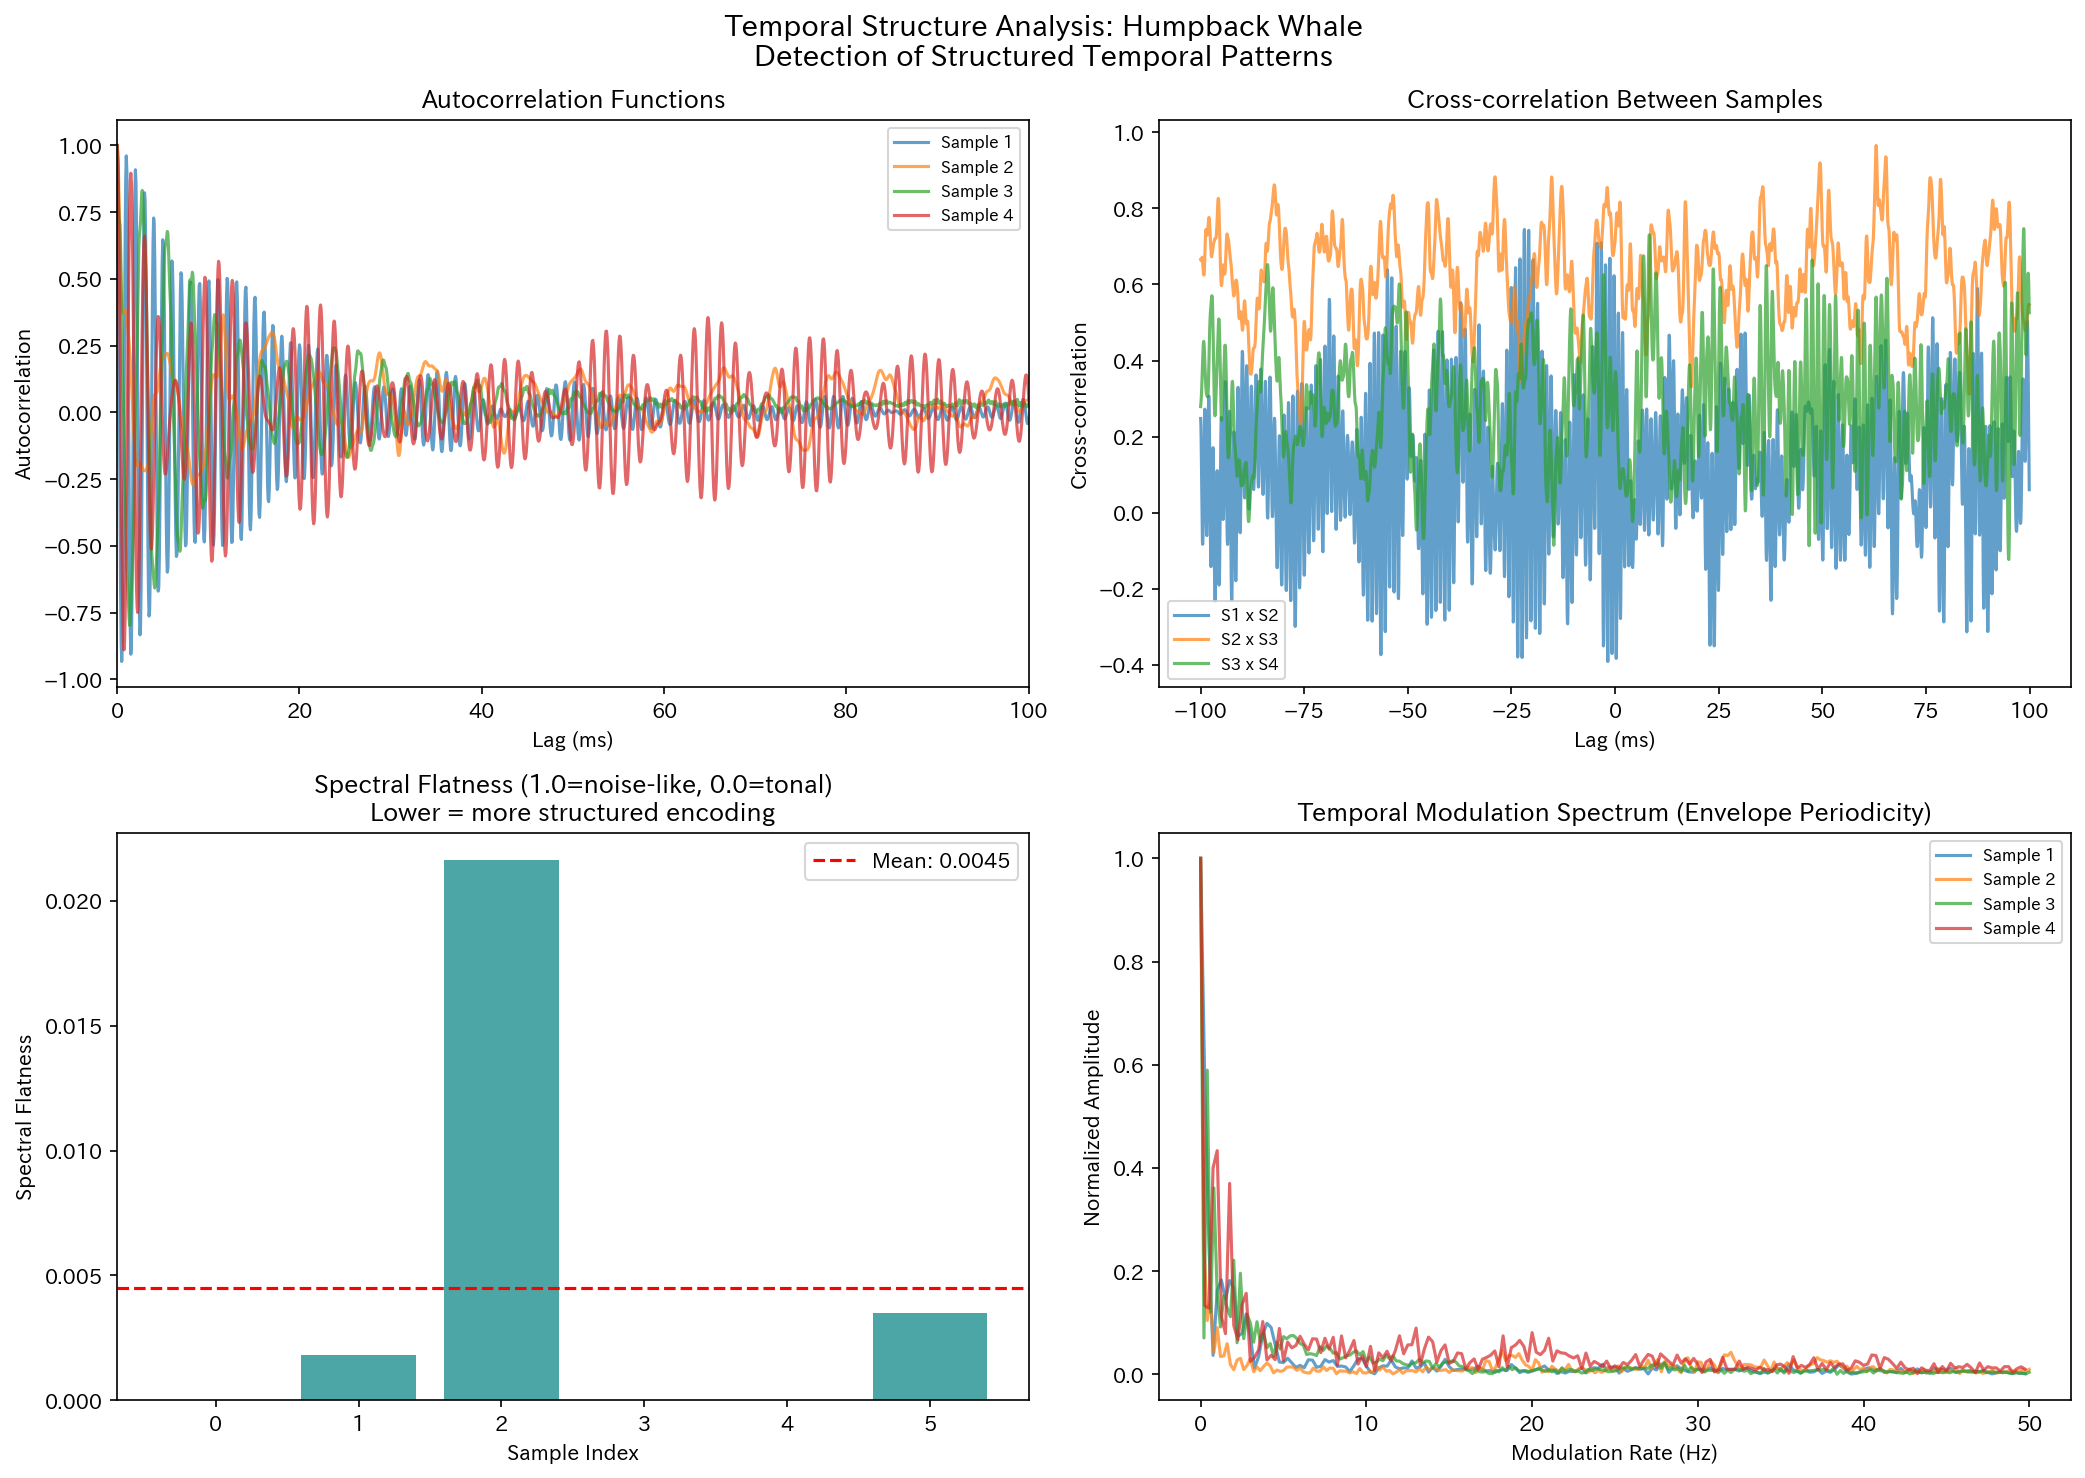 Temporal Structure Analysis: Humpback Whale
Detection of Structured Temporal Patterns
Autocorrelation Functions
1.00
0.75
0.50
0.25
0.00
−0.25
−0.50
−0.75
−1.00
Autocorrelation
0
20
40
60
80
100
Lag (ms)
Sample 1
Sample 2
Sample 3
Sample 4
Cross-correlation Between Samples
1.0
0.8
0.6
0.4
0.2
0.0
−0.2
−0.4
Cross-correlation
S1 x S2
S2 x S3
S3 x S4
−100
−75
−50
−25
0
25
50
75
100
Lag (ms)
Spectral Flatness (1.0=noise-like, 0.0=tonal)
Lower = more structured encoding
0.020
0.015
0.010
0.005
0.000
Spectral Flatness
Mean: 0.0045
0
1
2
3
4
5
Sample Index
Temporal Modulation Spectrum (Envelope Periodicity)
1.0
0.8
0.6
0.4
0.2
0.0
Normalized Amplitude
Sample 1
Sample 2
Sample 3
Sample 4
0
10
20
30
40
50
Modulation Rate (Hz)